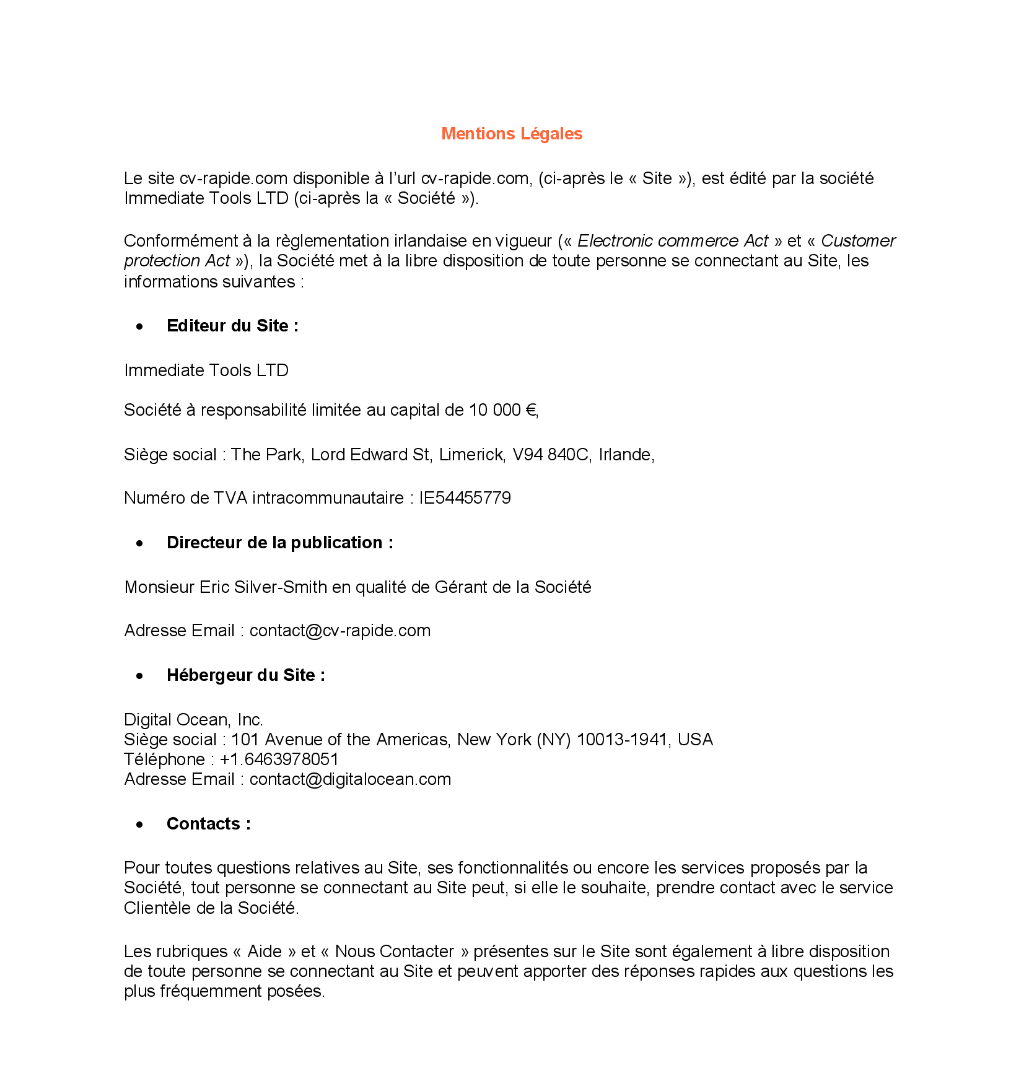 Mentions Légales
Le site cv-rapide.com disponible à l’url cv-rapide.com, (ci-après le « Site »), est édité par la société
Immediate Tools LTD (ci-après la « Société »).
Conformément à la règlementation irlandaise en vigueur (« Electronic commerce Act » et « Customer
protection Act »), la Société met à la libre disposition de toute personne se connectant au Site, les
informations suivantes :
• Editeur du Site :
Immediate Tools LTD
Société à responsabilité limitée au capital de 10 000 €,
Siège social : The Park, Lord Edward St, Limerick, V94 840C, Irlande,
Numéro de TVA intracommunautaire : IE54455779
• Directeur de la publication :
Monsieur Eric Silver-Smith en qualité de Gérant de la Société
Adresse Email : contact@cv-rapide.com
• Hébergeur du Site :
Digital Ocean, Inc.
Siège social : 101 Avenue of the Americas, New York (NY) 10013-1941, USA
Téléphone : +1.6463978051
Adresse Email : contact@digitalocean.com
• Contacts :
Pour toutes questions relatives au Site, ses fonctionnalités ou encore les services proposés par la
Société, tout personne se connectant au Site peut, si elle le souhaite, prendre contact avec le service
Clientèle de la Société.
Les rubriques « Aide » et « Nous Contacter » présentes sur le Site sont également à libre disposition
de toute personne se connectant au Site et peuvent apporter des réponses rapides aux questions les
plus fréquemment posées.